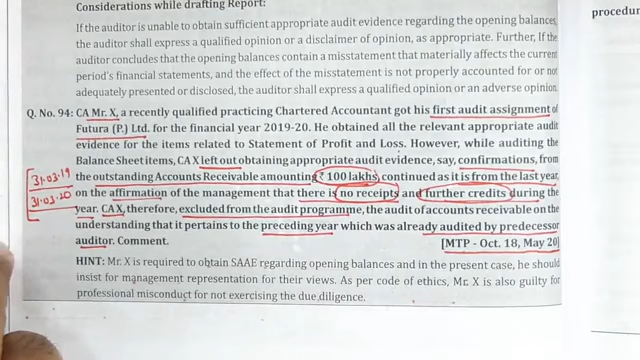 Considerations while drafting Report:
procedur
If the auditor is unable to obtain sufficient appropriate audit evidence regarding the opening balances,
the auditor shall express a qualified opinion or a disclaimer of opinion, as appropriate. Further, If the
auditor concludes that the opening balances contain a misstatement that materially affects the current
period's financial statements, and the effect of the misstatement is not properly accounted for or not
adequately presented or disclosed, the auditor shall express a qualified opinion or an adverse opinion.
Q. No. 94: CA Mr. X, a recently qualified practicing Chartered Accountant got his first audit assignment of
Futura (P.) Ltd. for the financial year 2019-20. He obtained all the relevant appropriate audit
evidence for the items related to Statement of Profit and Loss. However, while auditing the
Balance Sheet items, CA X left out obtaining appropriate audit evidence, say, confirmations, from
the outstanding Accounts Receivable amounting ₹ 100 lakhs, continued as it is from the last year,
31.03.19
on the affirmation of the management that there is no receipts and further credits during the
31.03.20
year. CA X, therefore, excluded from the audit programme, the audit of accounts receivable on the
understanding that it pertains to the preceding year which was already audited by predecessor
auditor. Comment. [MTP - Oct. 18, May 20]
HINT: Mr. X is required to obtain SAAE regarding opening balances and in the present case, he should
insist for management representation for their views. As per code of ethics, Mr. X is also guilty for
professional misconduct for not exercising the due diligence.